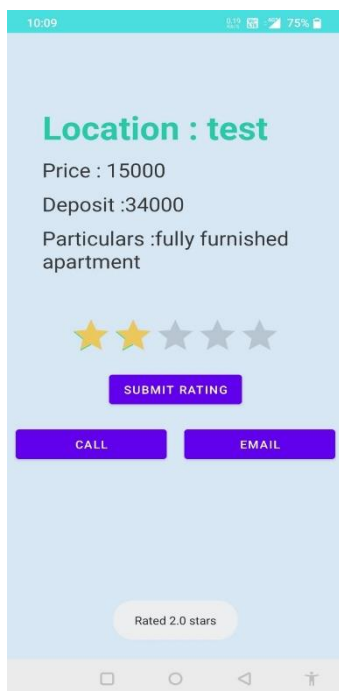 10:09
75%
Location : test
Price : 15000
Deposit :34000
Particulars :fully furnished
apartment
SUBMIT RATING
CALL
EMAIL
Rated 2.0 stars